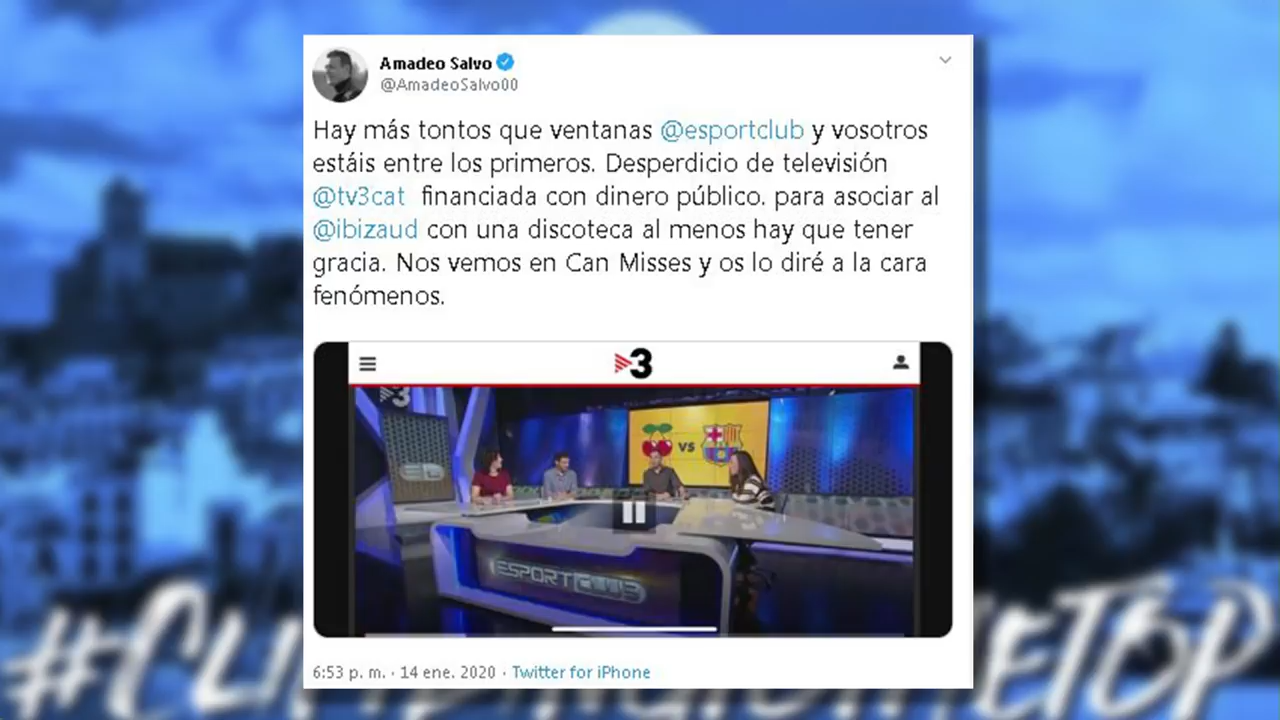 Amadeo Salvo
@AmadeoSalvo00
Hay más tontos que ventanas @esportclub y vosotros
estáis entre los primeros. Desperdicio de televisión
@tv3cat financiada con dinero público. para asociar al
@ibizaud con una discoteca al menos hay que tener
gracia. Nos vemos en Can Misses y os lo diré a la cara
fenómenos.
3
3
VS
ESPORT CLUB
6:53 p. m. · 14 ene. 2020 · Twitter for iPhone